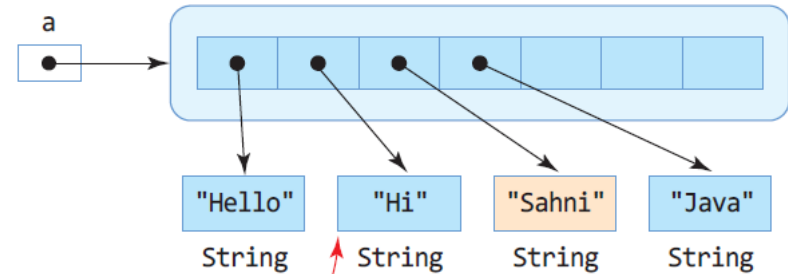 a
"Hello" "Hi" "Sahni" "Java"
String String String String